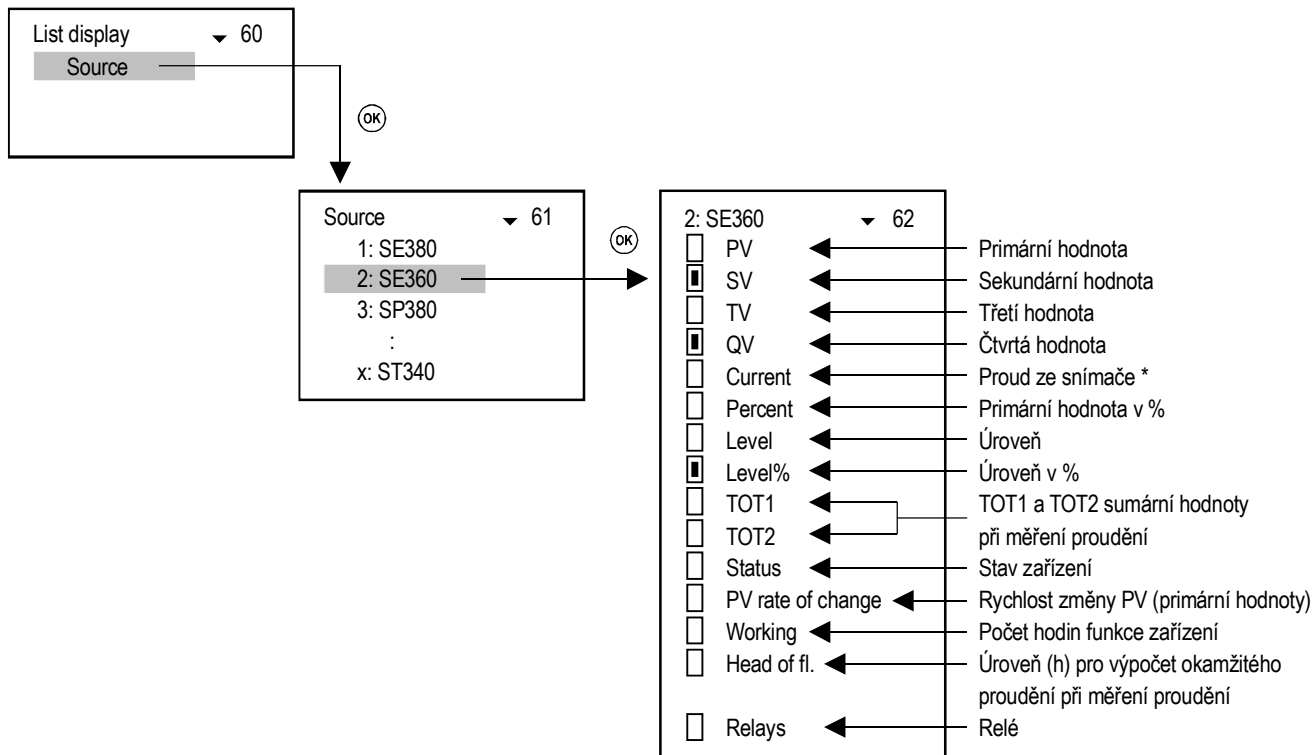 List display 60
Source
OK
Source 61
1: SE380
2: SE360
3: SP380
:
x: ST340
OK
2: SE360 62
PV Primární hodnota
SV Sekundární hodnota
TV Třetí hodnota
QV Čtvrtá hodnota
Current Proud ze snímače *
Percent Primární hodnota v %
Level Úroveň
Level% Úroveň v %
TOT1 TOT1 a TOT2 sumární hodnoty
TOT2 při měření proudění
Status Stav zařízení
PV rate of change Rychlost změny PV (primární hodnoty)
Working Počet hodin funkce zařízení
Head of fl. Úroveň (h) pro výpočet okamžitého
proudění při měření proudění
Relays Relé